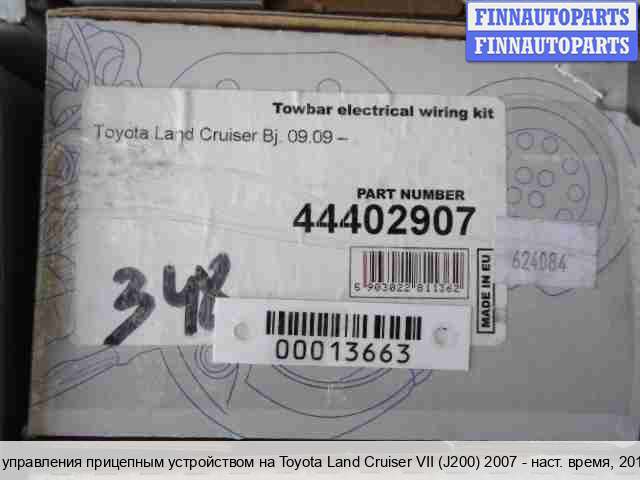 FINNAUTOPARTS
FINNAUTOPARTS
Towbar electrical wiring kit
Toyota Land Cruiser Bj. 09.09 –
PART NUMBER
44402907
5 903022 811362
MADE IN EU
624084
348
00013663
управления прицепным устройством на Toyota Land Cruiser VII (J200) 2007 - наст. время, 201